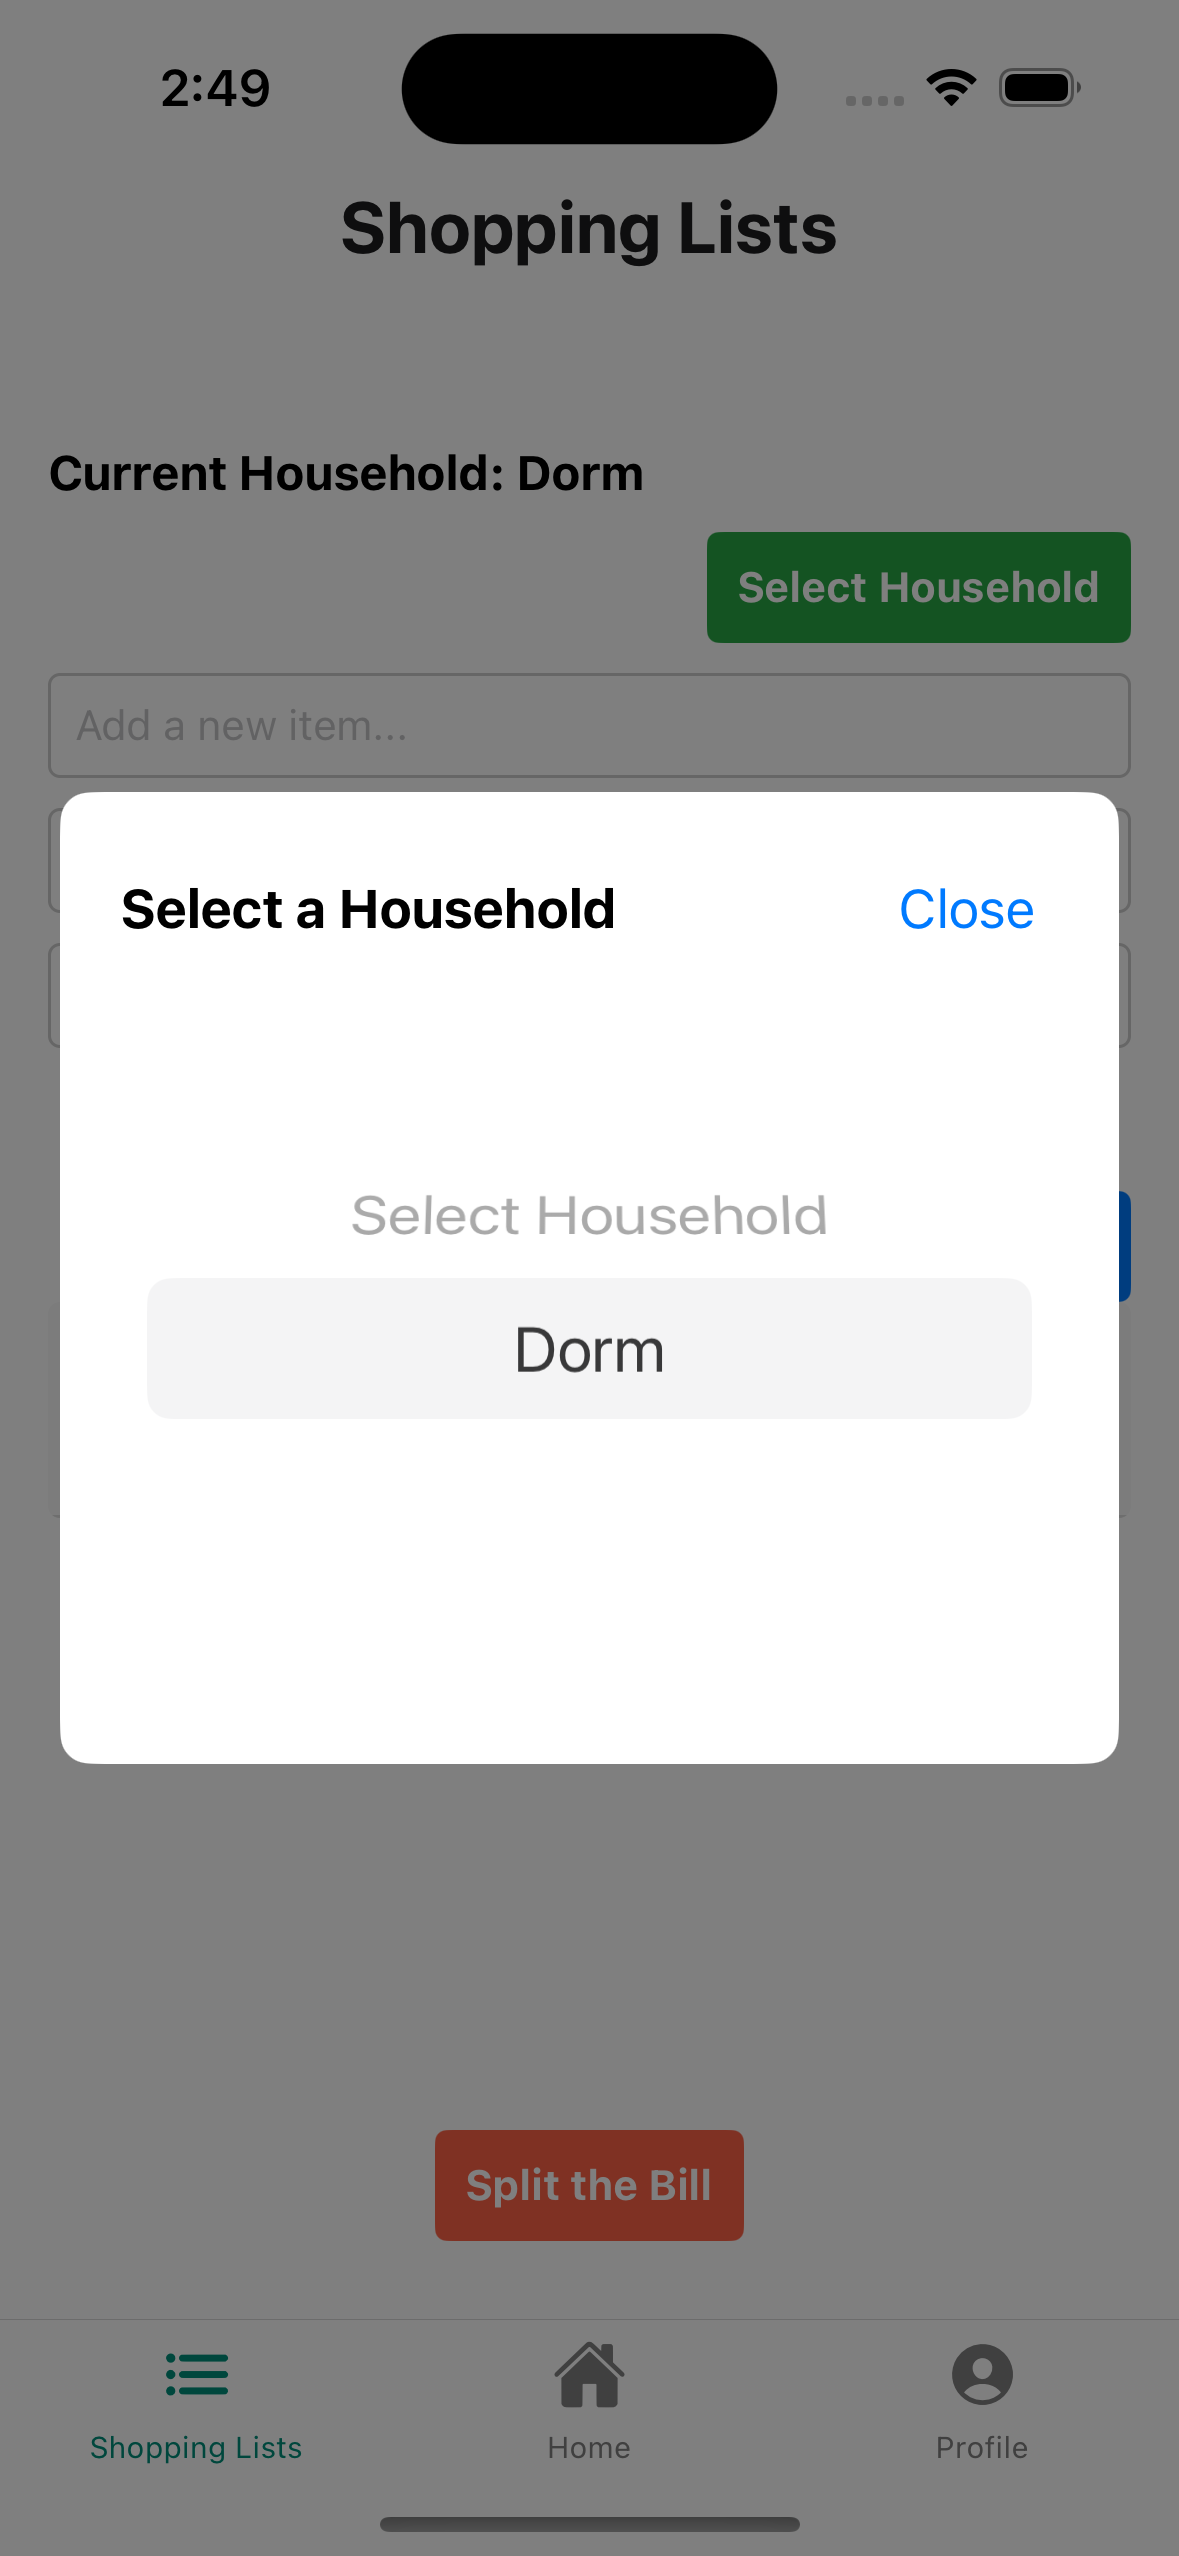 2:49
Shopping Lists
Current Household: Dorm
Select Household
Add a new item...
Select a Household
Close
Select Household
Dorm
Split the Bill
Shopping Lists
Home
Profile